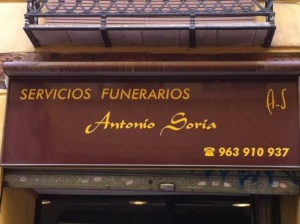 SERVICIOS FUNERARIOS
A-S
Antonio Soria
☎ 963 910 937